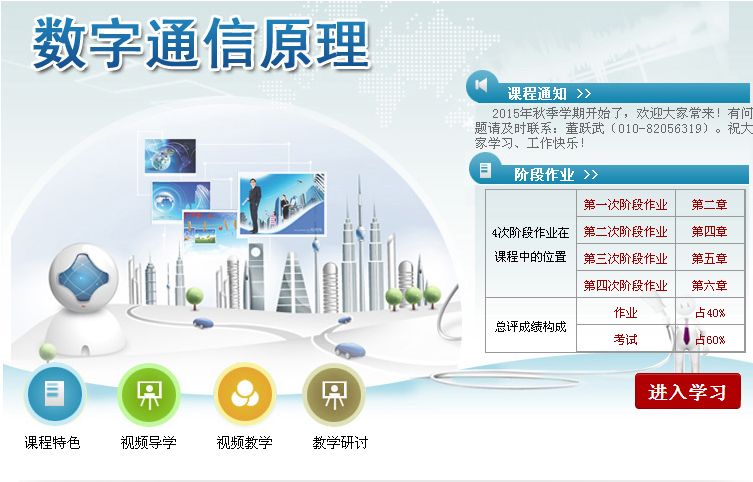 数字通信原理
课程通知 >>
2015年秋季学期开始了，欢迎大家常来！有问
题请及时联系：董跃武（010-82056319）。祝大
家学习、工作快乐！
阶段作业 >>
4次阶段作业在
课程中的位置
第一次阶段作业 第二章
第二次阶段作业 第四章
第三次阶段作业 第五章
第四次阶段作业 第六章
总评成绩构成
作业 占40%
考试 占60%
进入学习
课程特色 视频导学 视频教学 教学研讨